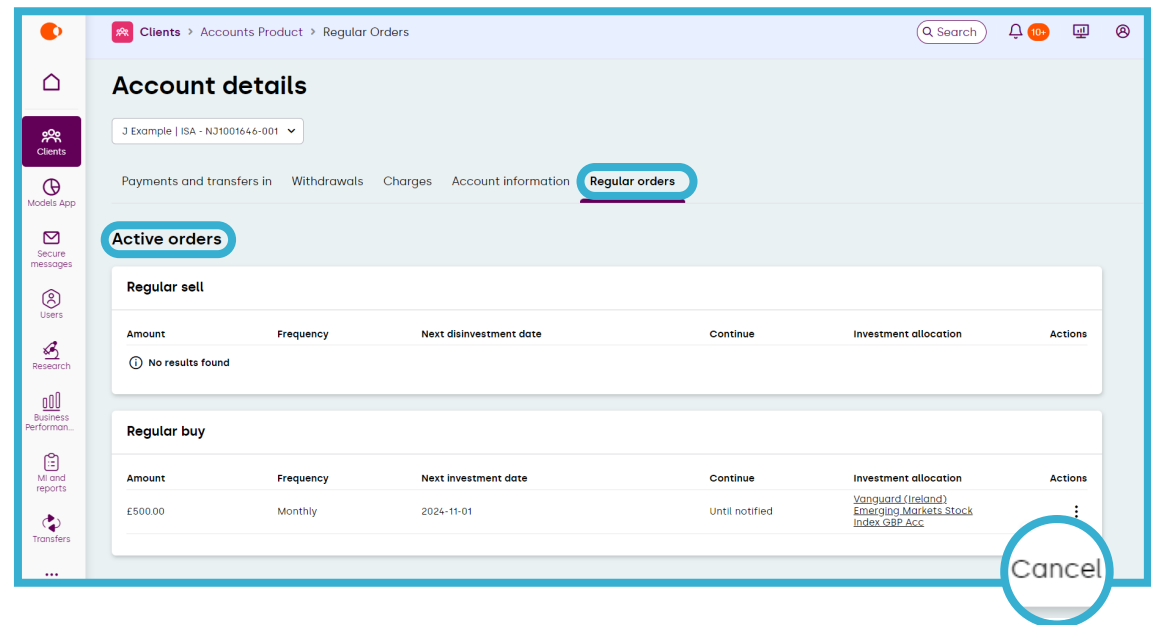 Clients > Accounts Product > Regular Orders
Search
10+
Account details
J Example | ISA - NJ1001646-001
Clients
Models App
Secure
messages
Users
Research
Business
Performan...
MI and
reports
Transfers
Payments and transfers in Withdrawals Charges Account information Regular orders
Active orders
Regular sell
Amount Frequency Next disinvestment date Continue Investment allocation Actions
No results found
Regular buy
Amount Frequency Next investment date Continue Investment allocation Actions
£500.00 Monthly 2024-11-01 Until notified Vanguard (Ireland)
Emerging Markets Stock
Index GBP Acc
Cancel